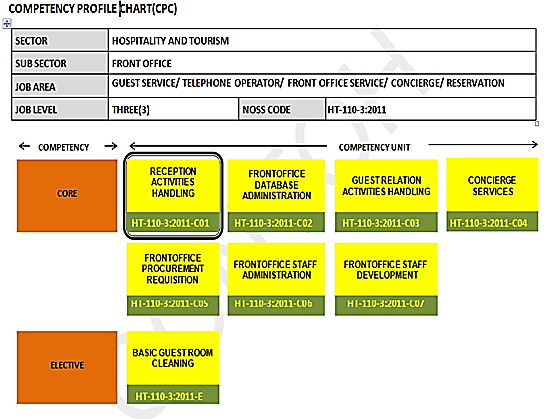 COMPETENCY PROFILE CHART(CPC)
SECTOR HOSPITALITY AND TOURISM
SUB SECTOR FRONT OFFICE
JOB AREA GUEST SERVICE/ TELEPHONE OPERATOR/ FRONT OFFICE SERVICE/ CONCIERGE/ RESERVATION
JOB LEVEL THREE(3) NOSS CODE HT-110-3:2011
COMPETENCY COMPETENCY UNIT
CORE
RECEPTION
ACTIVITIES
HANDLING
HT-110-3:2011-C01
FRONTOFFICE
DATABASE
ADMINISTRATION
HT-110-3:2011-C02
GUEST RELATION
ACTIVITIES HANDLING
HT-110-3:2011-C03
CONCIERGE
SERVICES
HT-110-3:2011-C04
FRONTOFFICE
PROCUREMENT
REQUISITION
HT-110-3:2011-C05
FRONTOFFICE STAFF
ADMINISTRATION
HT-110-3:2011-C06
FRONTOFFICE STAFF
DEVELOPMENT
HT-110-3:2011-C07
ELECTIVE
BASIC GUEST ROOM
CLEANING
HT-110-3:2011-E